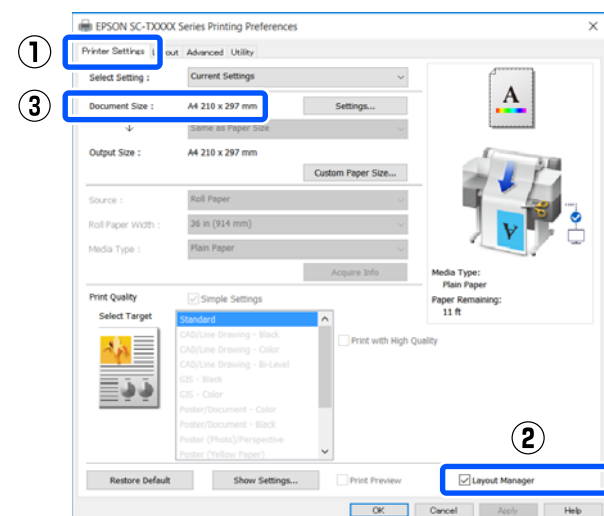 EPSON SC-TXXXX Series Printing Preferences
①
Printer Settings out Advanced Utility
Select Setting : Current Settings
③
Document Size : A4 210 x 297 mm Settings...
Same as Paper Size
Output Size : A4 210 x 297 mm
Custom Paper Size...
Source : Roll Paper
Roll Paper Width : 36 in (914 mm)
Media Type : Plain Paper
Acquire Info
A
A
Media Type:
Plain Paper
Paper Remaining:
11 ft
Print Quality Simple Settings
Select Target
Standard
CAD/Line Drawing - Black
CAD/Line Drawing - Color
CAD/Line Drawing - Bi-Level
GIS - Black
GIS - Color
Poster/Document - Color
Poster/Document - Black
Poster (Photo)/Perspective
Poster (Yellow Paper)
Print with High Quality
②
Restore Default Show Settings... Print Preview Layout Manager
OK Cancel Apply Help